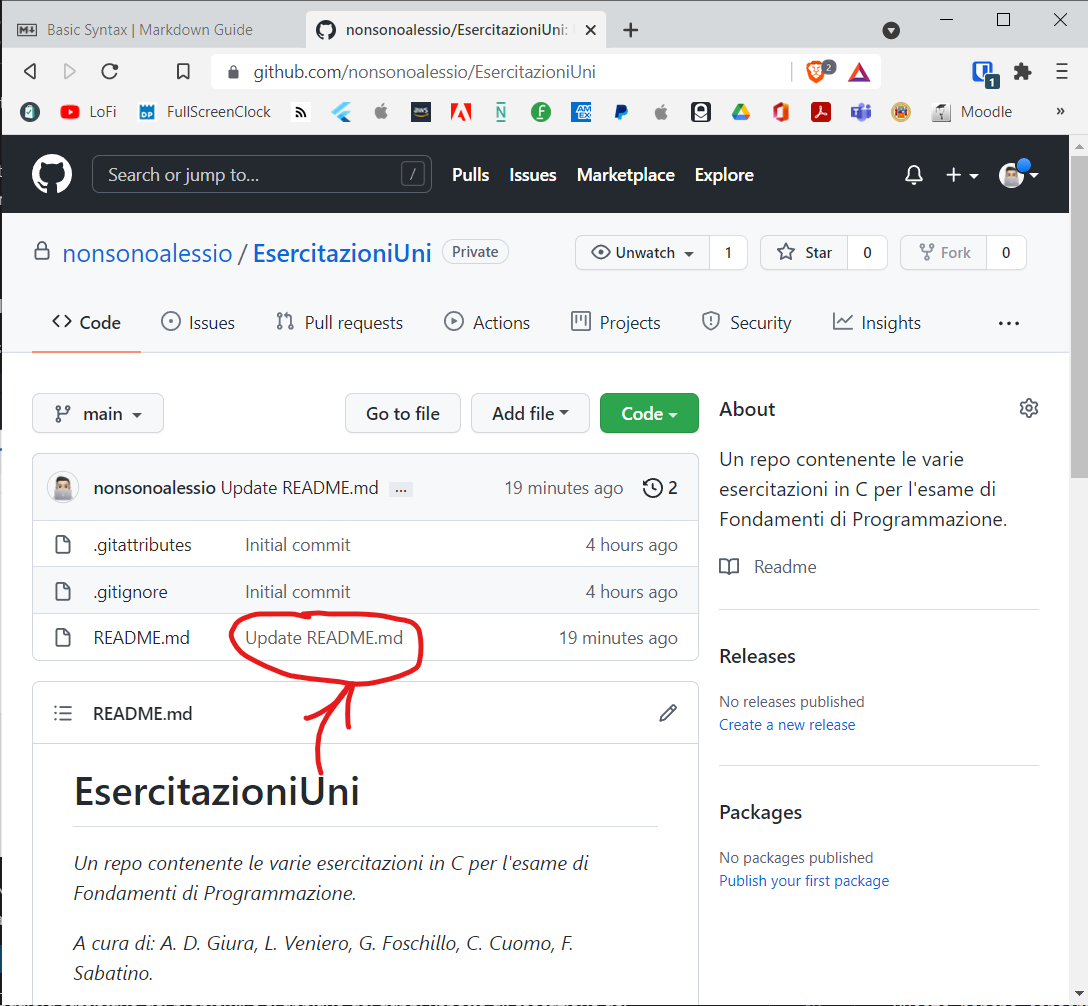 Basic Syntax | Markdown Guide
nonsonoalessio/EsercitazioniUni:
github.com/nonsonoalessio/EsercitazioniUni
2
1
LoFi
DP
FullScreenClock
aws
AM
EX
Moodle
»
Search or jump to...
/
Pulls
Issues
Marketplace
Explore
nonsonoalessio / EsercitazioniUni
Private
Unwatch
1
Star
0
Fork
0
Code
Issues
Pull requests
Actions
Projects
Security
Insights
...
main
Go to file
Add file
Code
nonsonoalessio Update README.md
...
19 minutes ago
2
.gitattributes
Initial commit
4 hours ago
.gitignore
Initial commit
4 hours ago
README.md
Update README.md
19 minutes ago
README.md
EsercitazioniUni
Un repo contenente le varie esercitazioni in C per l'esame di
Fondamenti di Programmazione.
A cura di: A. D. Giura, L. Veniero, G. Foschillo, C. Cuomo, F.
Sabatino.
About
Un repo contenente le varie
esercitazioni in C per l'esame di
Fondamenti di Programmazione.
Readme
Releases
No releases published
Create a new release
Packages
No packages published
Publish your first package